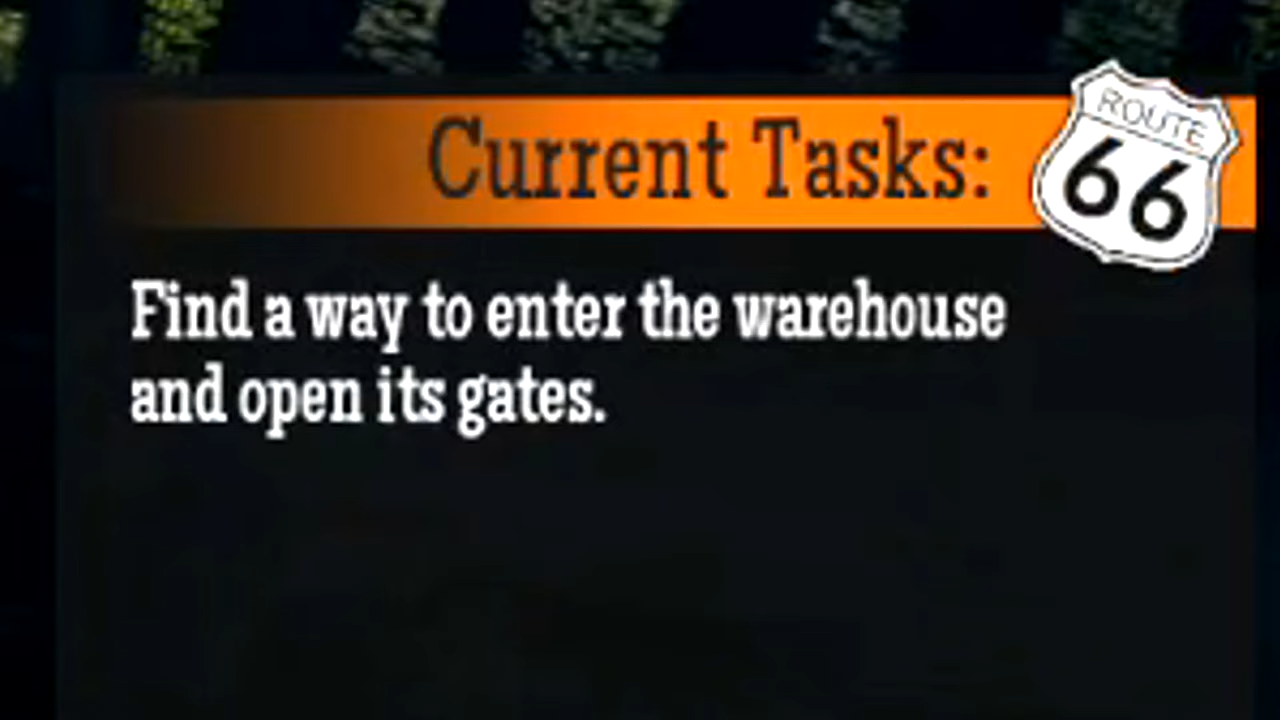 Current Tasks:
ROUTE
66
Find a way to enter the warehouse
and open its gates.